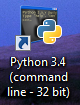 Python 3.4
(command
line - 32 bit)